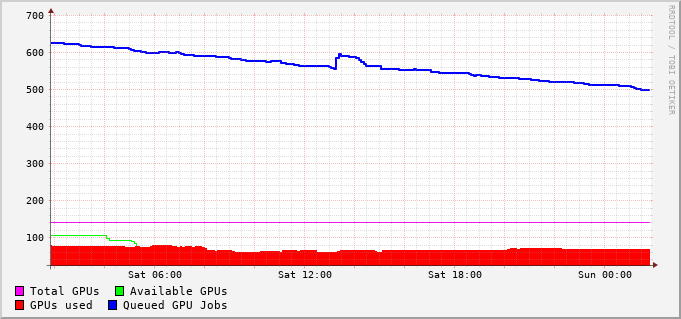 700
600
500
400
300
200
100
Sat 06:00 Sat 12:00 Sat 18:00 Sun 00:00
Total GPUs Available GPUs
GPUs used Queued GPU Jobs
RRDTOOL / TOBI OETIKER